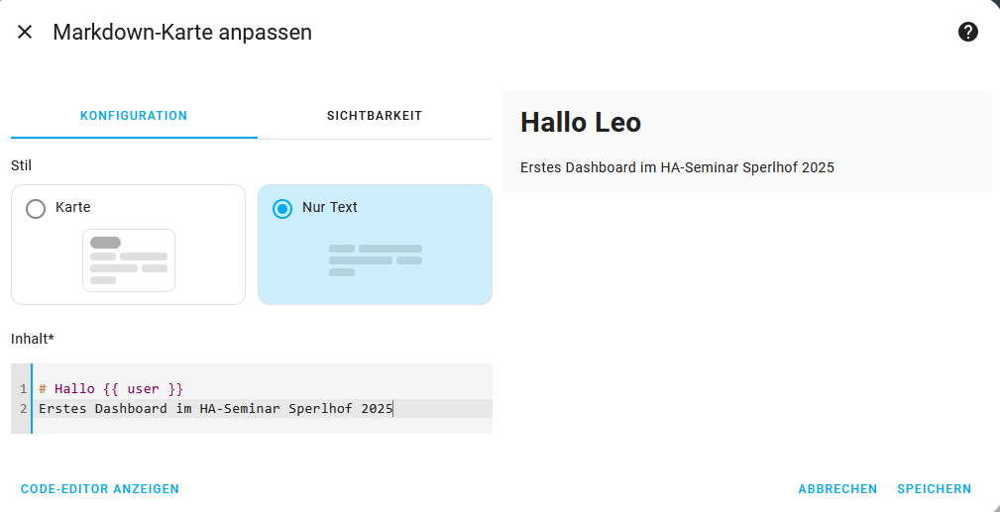 Markdown-Karte anpassen
KONFIGURATION
SICHTBARKEIT
Stil
Karte
Nur Text
Inhalt*
1 # Hallo {{ user }}
2 Erstes Dashboard im HA-Seminar Sperlhof 2025
Hallo Leo
Erstes Dashboard im HA-Seminar Sperlhof 2025
CODE-EDITOR ANZEIGEN
ABBRECHEN
SPEICHERN